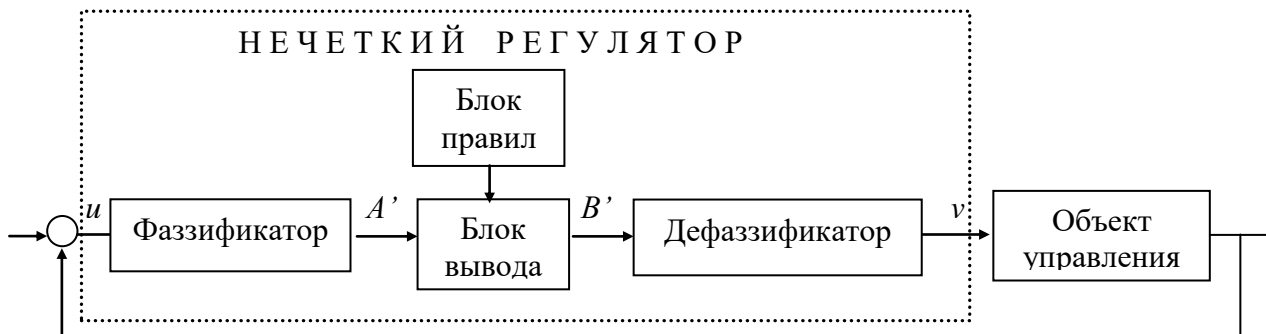 НЕЧЕТКИЙ РЕГУЛЯТОР
Блок
правил
u
Фаззификатор
A’
Блок
вывода
B’
Дефаззификатор
v
Объект
управления